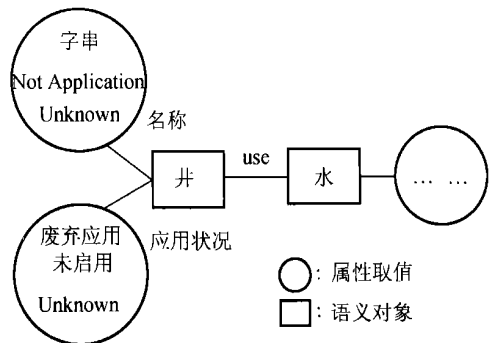 字串
Not Application
Unknown
名称
井
use
水
... ...
废弃应用
未启用
Unknown
应用状况
○: 属性取值
□: 语义对象